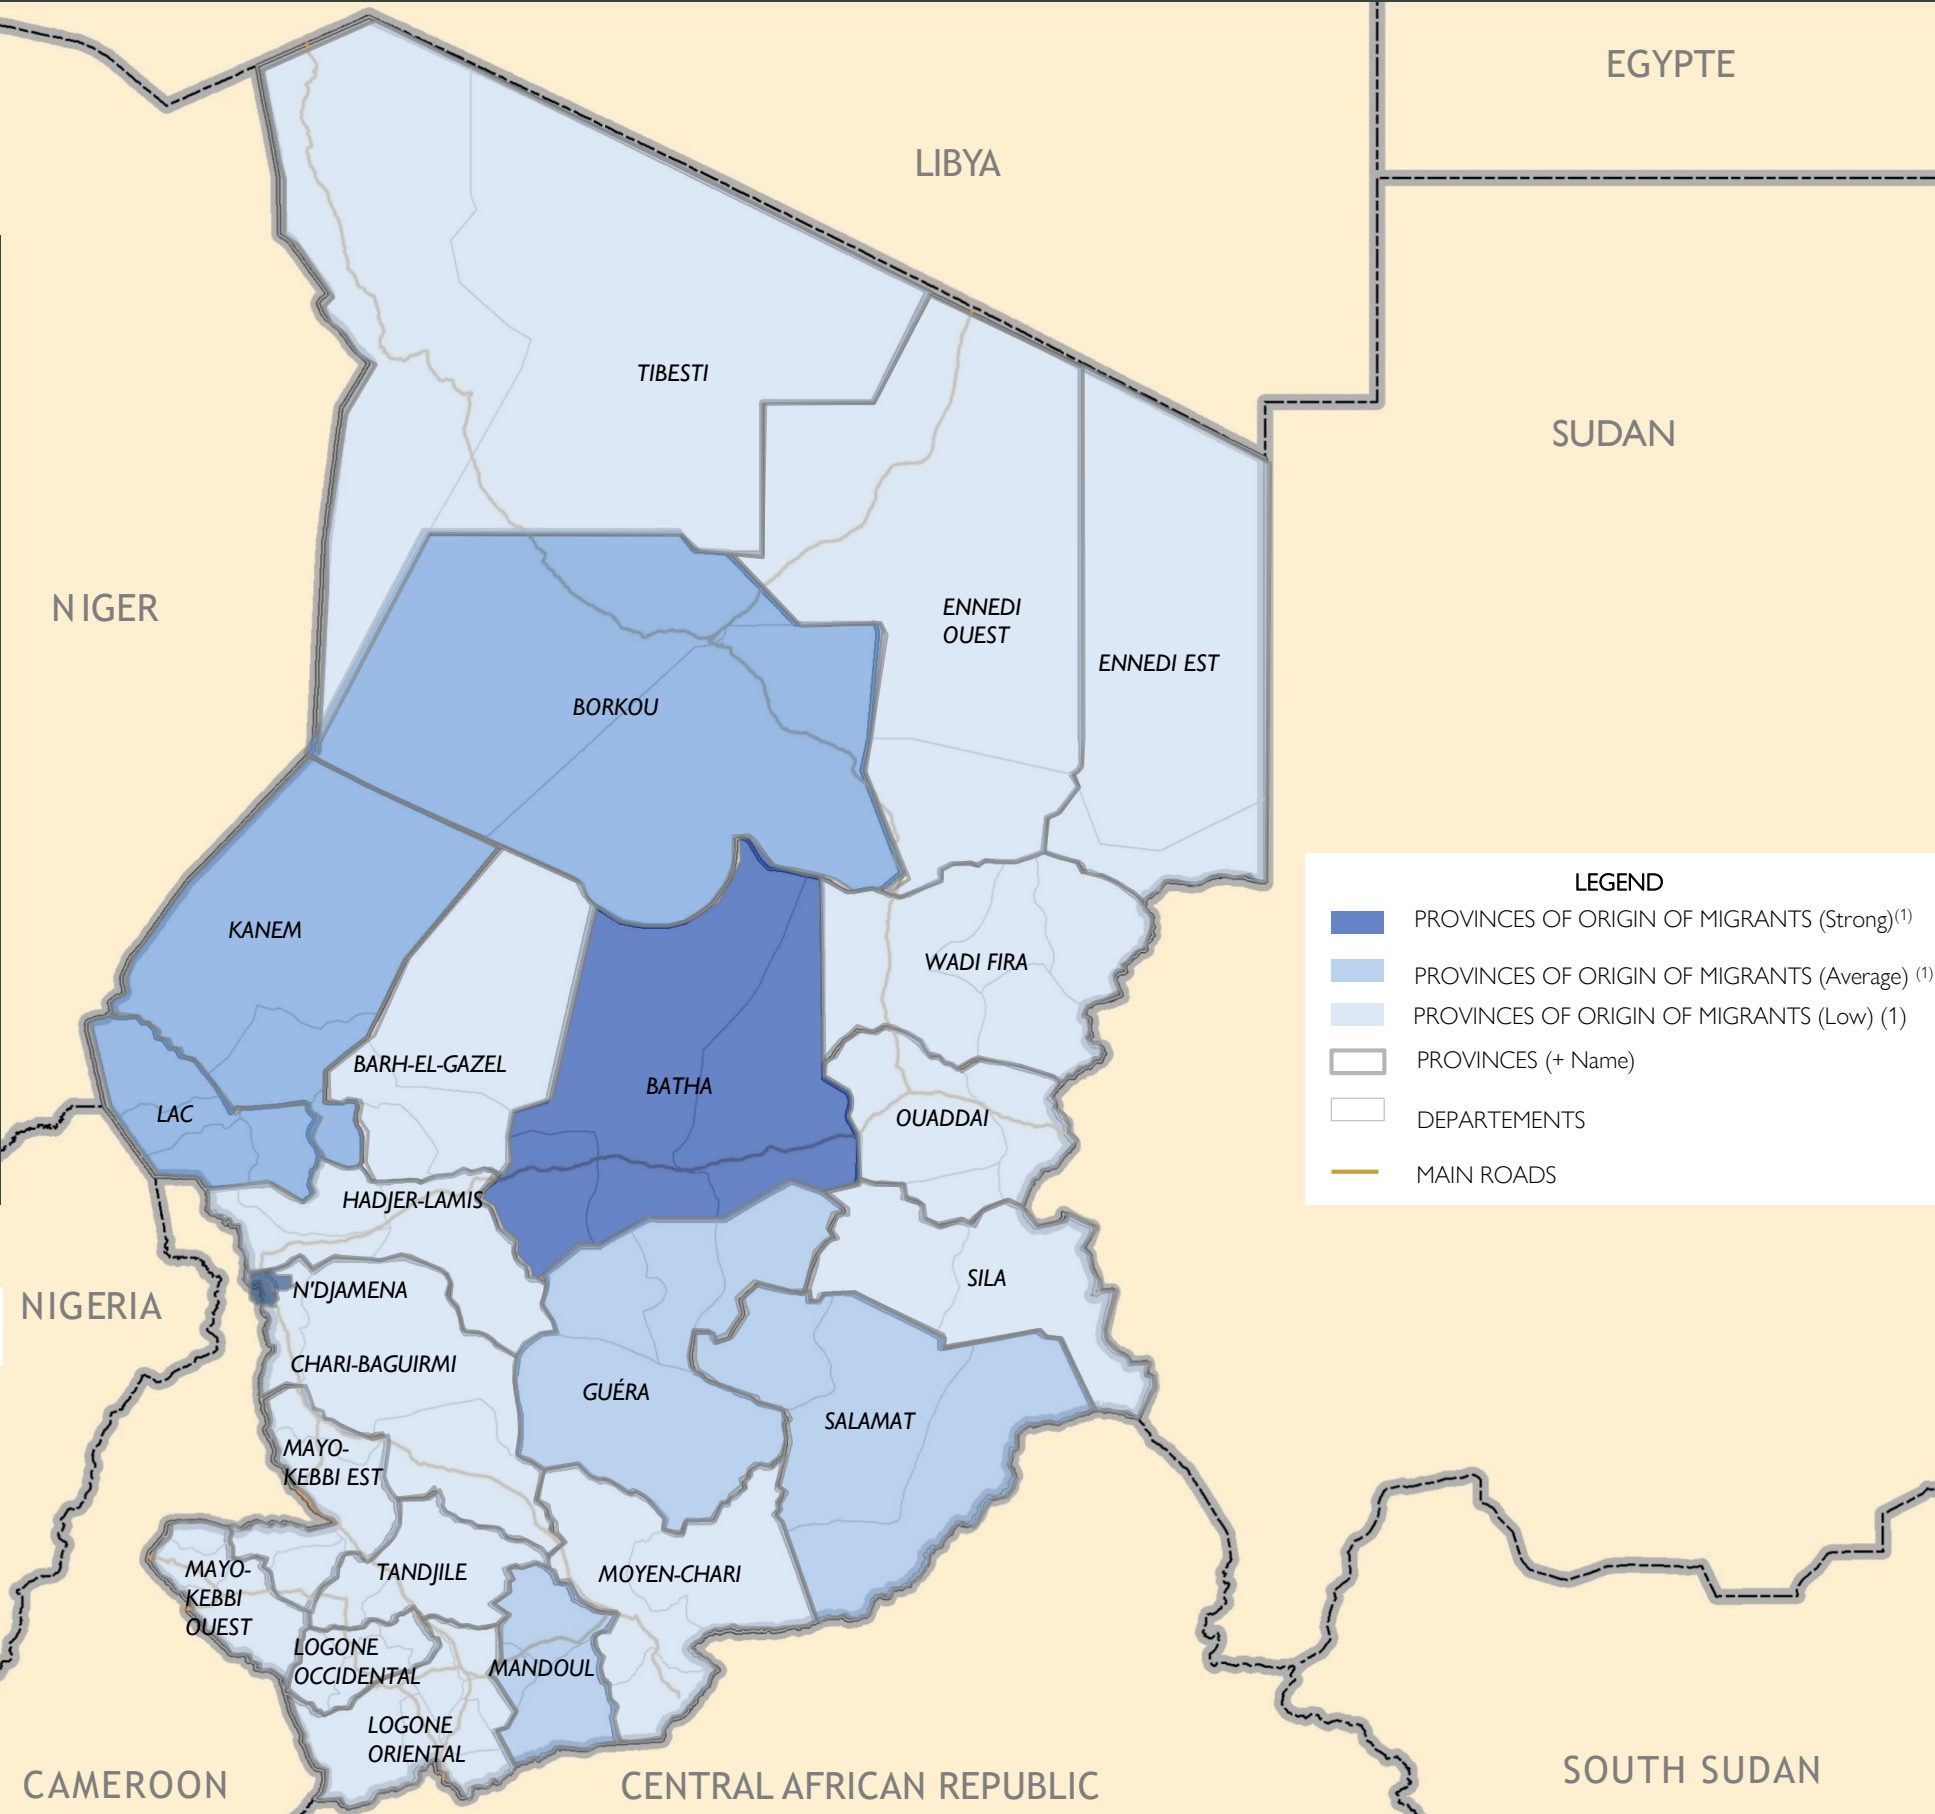 EGYPTE
LIBYA
SUDAN
NIGER
TIBESTI
ENNEDI
OUEST
ENNEDI EST
BORKOU
KANEM
WADI FIRA
BARH-EL-GAZEL
BATHA
LAC
OUADDAI
HADJER-LAMIS
N'DJAMENA
SILA
NIGERIA
CHARI-BAGUIRMI
GUÉRA
SALAMAT
MAYO-
KEBBI EST
MAYO-
KEBBI
OUEST
TANDJILE
MOYEN-CHARI
LOGONE
OCCIDENTAL
MANDOUL
LOGONE
ORIENTAL
CAMEROON
CENTRAL AFRICAN REPUBLIC
SOUTH SUDAN
LEGEND
PROVINCES OF ORIGIN OF MIGRANTS (Strong)(1)
PROVINCES OF ORIGIN OF MIGRANTS (Average) (1)
PROVINCES OF ORIGIN OF MIGRANTS (Low) (1)
PROVINCES (+ Name)
DEPARTEMENTS
MAIN ROADS